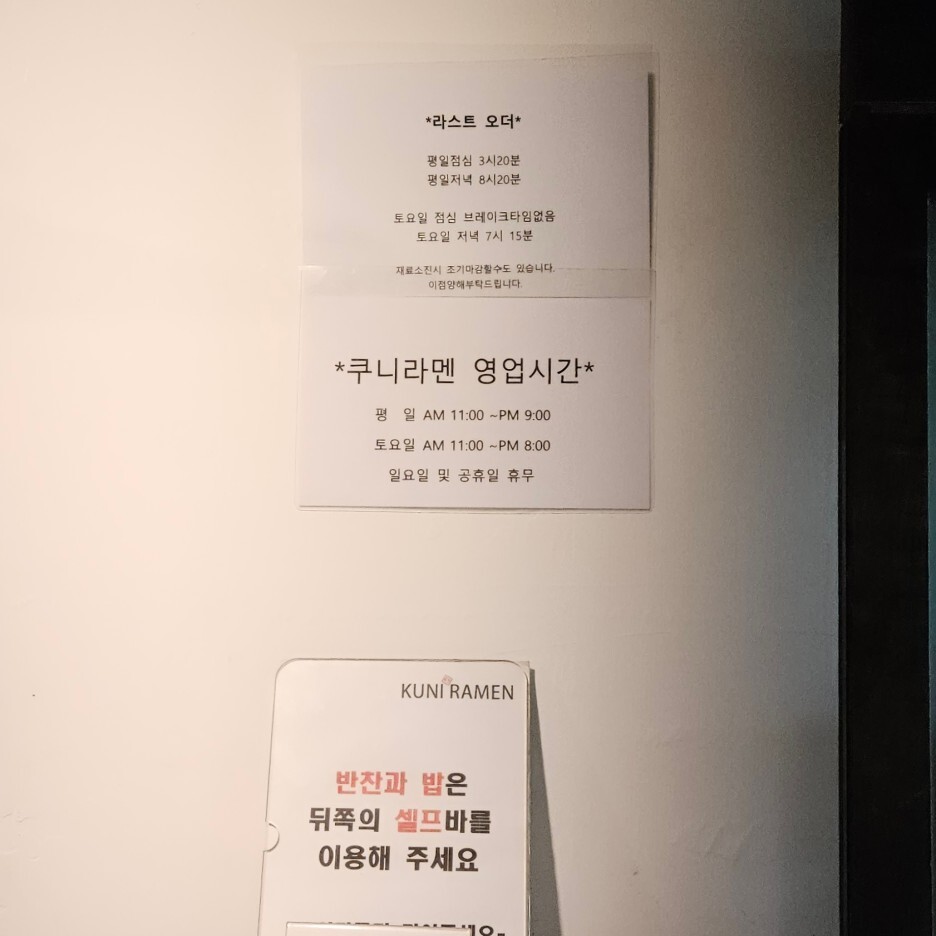 *라스트 오더*
평일점심 3시20분
평일저녁 8시20분
토요일 점심 브레이크타임없음
토요일 저녁 7시 15분
재료소진시 조기마감할수도 있습니다.
이점양해부탁드립니다.
*쿠니라멘 영업시간*
평 일 AM 11:00 ~PM 9:00
토요일 AM 11:00 ~PM 8:00
일요일 및 공휴일 휴무
KUNI RAMEN
반찬과 밥은
뒤쪽의 셀프바를
이용해 주세요